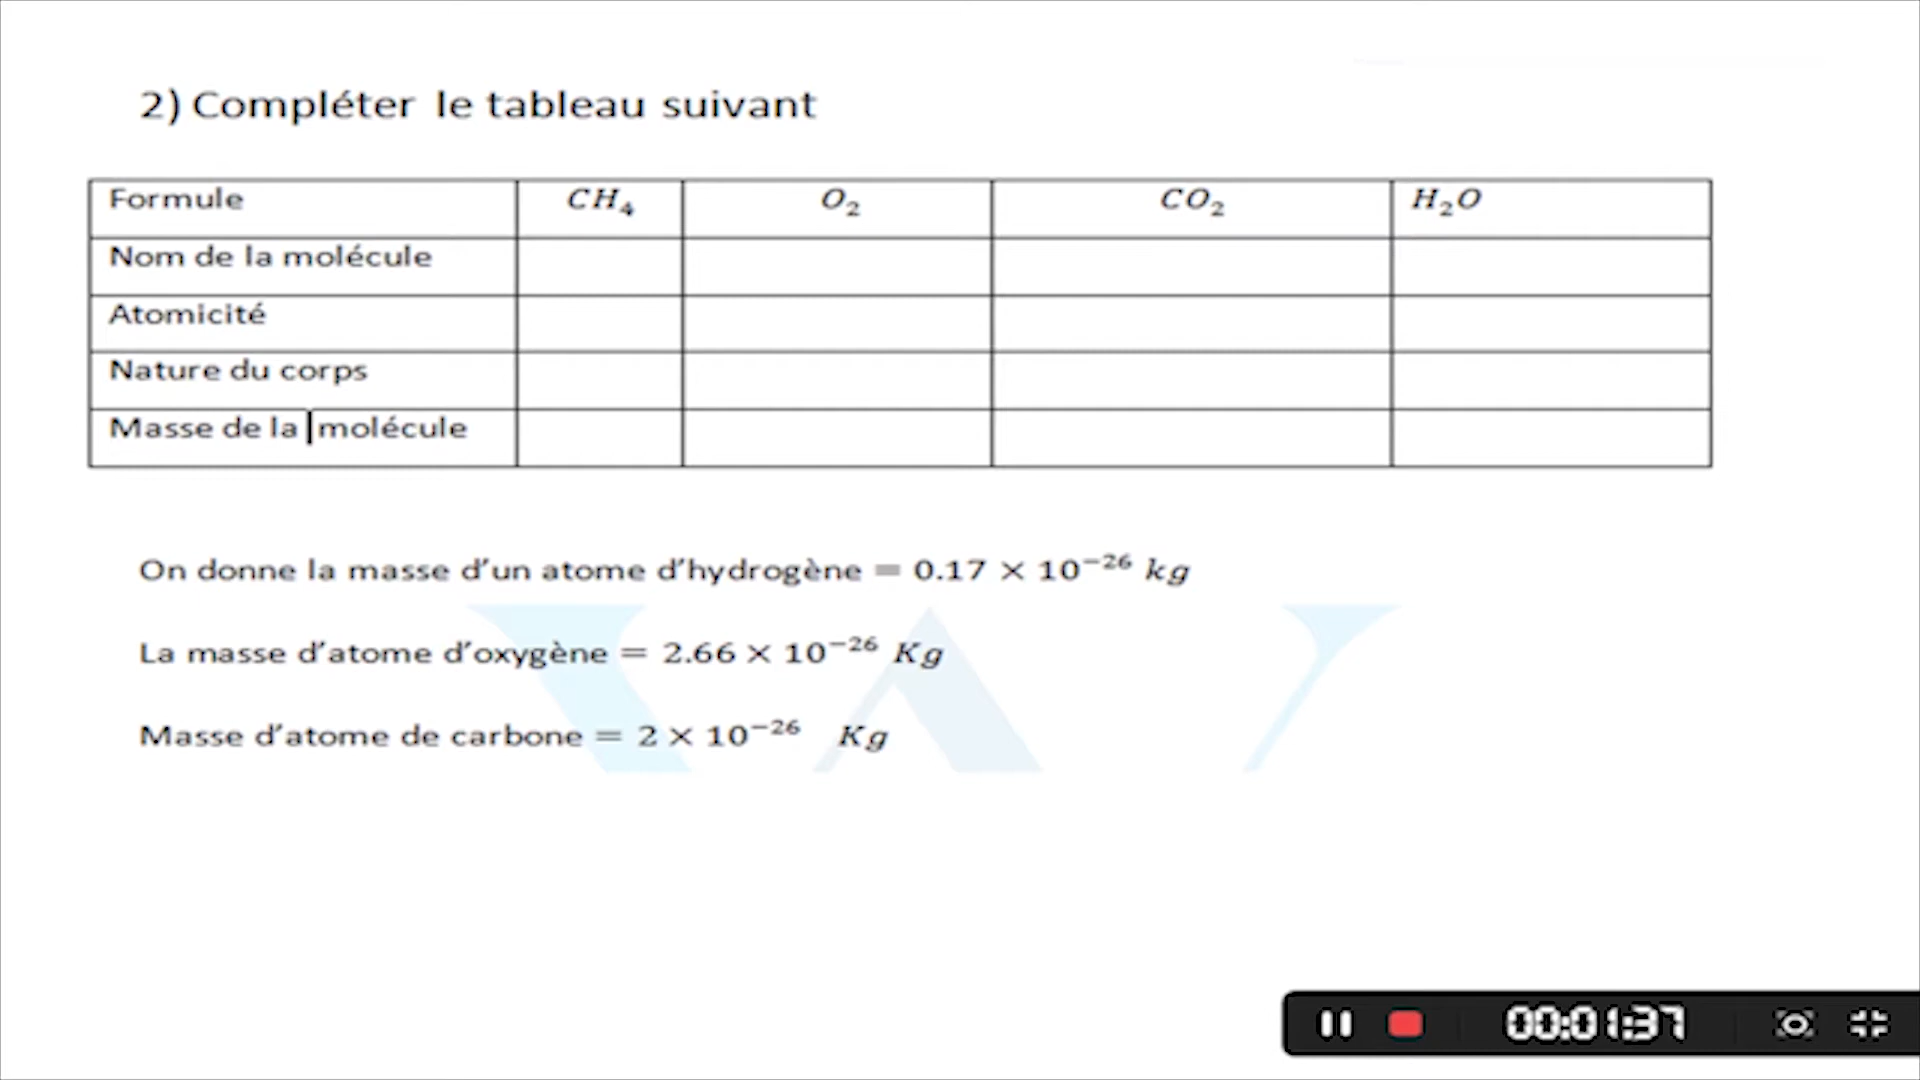 2) Compléter le tableau suivant
Formule CH₄ O₂ CO₂ H₂O
Nom de la molécule
Atomicité
Nature du corps
Masse de la molécule
On donne la masse d’un atome d’hydrogène = 0.17 × 10⁻²⁶ kg
La masse d’atome d’oxygène = 2.66 × 10⁻²⁶ Kg
Masse d’atome de carbone = 2 × 10⁻²⁶ Kg
00:01:37